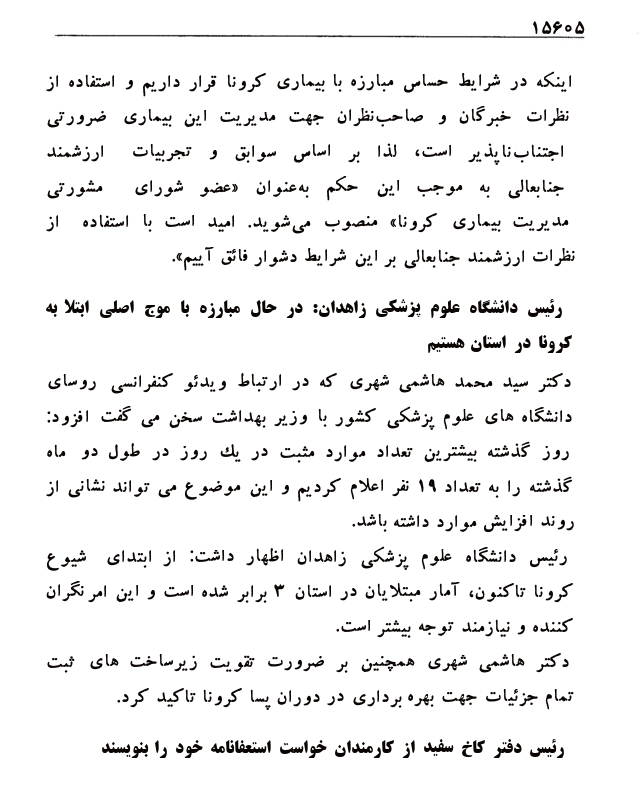 ۱۵۶۰۵
اینکه در شرایط حساس مبارزه با بیماری کرونا قرار داریم و استفاده از
نظرات خبرگان و صاحب‌نظران جهت مدیریت این بیماری ضرورتی
اجتناب‌ناپذیر است، لذا بر اساس سوابق و تجربیات ارزشمند
جنابعالی به موجب این حکم به‌عنوان «عضو شورای مشورتی
مدیریت بیماری کرونا» منصوب می‌شوید. امید است با استفاده از
نظرات ارزشمند جنابعالی بر این شرایط دشوار فائق آییم».
رئیس دانشگاه علوم پزشکی زاهدان: در حال مبارزه با موج اصلی ابتلا به
کرونا در استان هستیم
دکتر سید محمد هاشمی شهری که در ارتباط ویدئو کنفرانسی روسای
دانشگاه های علوم پزشکی کشور با وزیر بهداشت سخن می گفت افزود:
روز گذشته بیشترین تعداد موارد مثبت در یك روز در طول دو ماه
گذشته را به تعداد ۱۹ نفر اعلام کردیم و این موضوع می تواند نشانی از
روند افزایش موارد داشته باشد.
رئیس دانشگاه علوم پزشکی زاهدان اظهار داشت: از ابتدای شیوع
کرونا تاکنون، آمار مبتلایان در استان ۳ برابر شده است و این امر نگران
کننده و نیازمند توجه بیشتر است.
دکتر هاشمی شهری همچنین بر ضرورت تقویت زیرساخت های ثبت
تمام جزئیات جهت بهره برداری در دوران پسا کرونا تاکید کرد.
رئیس دفتر کاخ سفید از کارمندان خواست استعفانامه خود را بنویسند